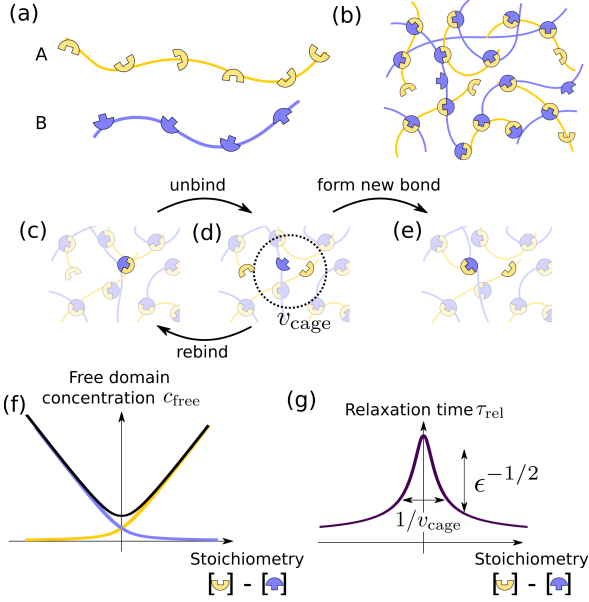 (a)
A
B
(b)
unbind
form new bond
(c)
(d)
(e)
v_cage
rebind
Free domain
concentration c_free
(f)
Stoichiometry
[ ] - [ ]
(g)
Relaxation time τ_rel
ϵ^{-1/2}
1/v_cage
Stoichiometry
[ ] - [ ]